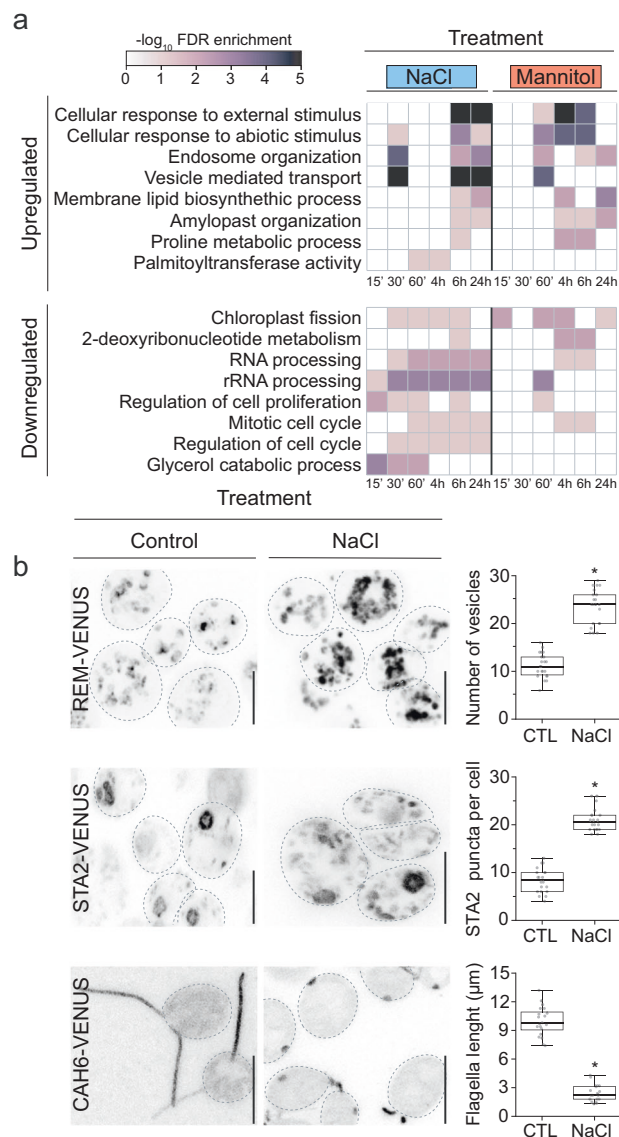 a
-log10 FDR enrichment
0 1 2 3 4 5
Treatment
NaCl Mannitol
Upregulated
Cellular response to external stimulus
Cellular response to abiotic stimulus
Endosome organization
Vesicle mediated transport
Membrane lipid biosynthethic process
Amylopast organization
Proline metabolic process
Palmitoyltransferase activity
15' 30' 60' 4h 6h 24h 15' 30' 60' 4h 6h 24h
Downregulated
Chloroplast fission
2-deoxyribonucleotide metabolism
RNA processing
rRNA processing
Regulation of cell proliferation
Mitotic cell cycle
Regulation of cell cycle
Glycerol catabolic process
15' 30' 60' 4h 6h 24h 15' 30' 60' 4h 6h 24h
Treatment
Control NaCl
b
REM-VENUS
Number of vesicles
30
20
10
0
*
CTL NaCl
STA2-VENUS
STA2 puncta per cell
30
20
10
0
*
CTL NaCl
CAH6-VENUS
Flagella lenght (µm)
15
12
9
6
3
0
*
CTL NaCl